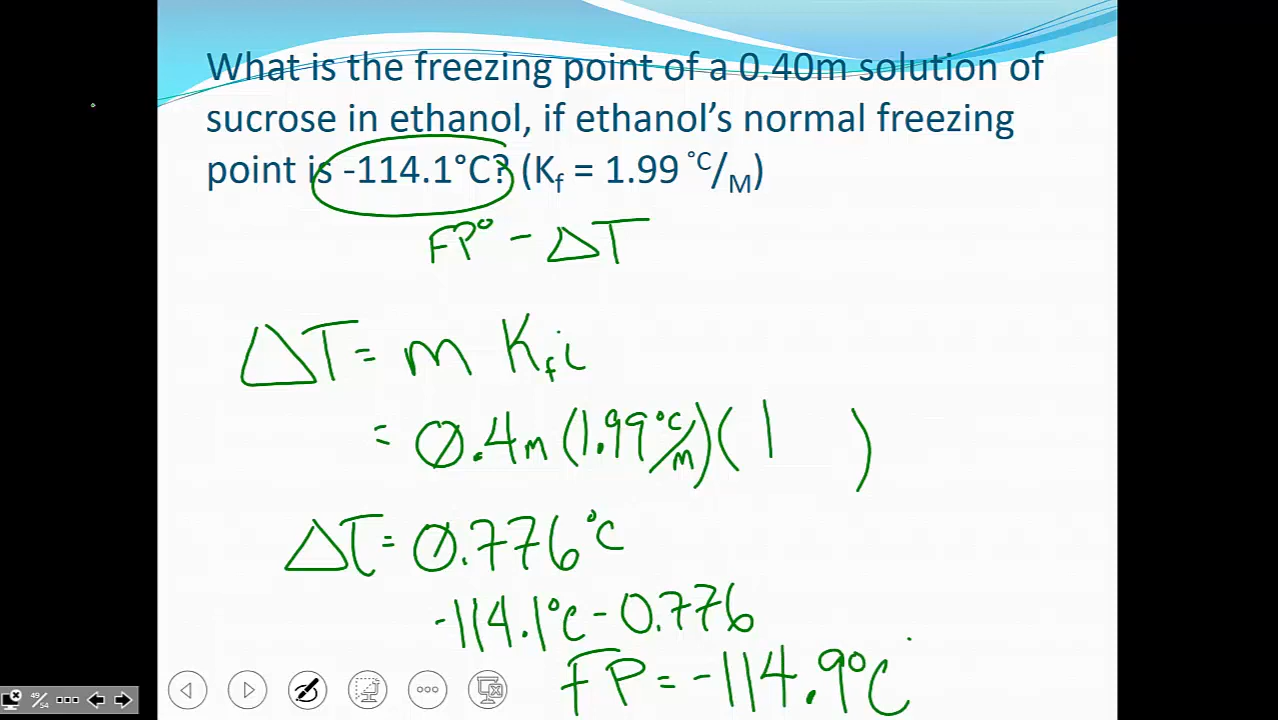 What is the freezing point of a 0.40m solution of
sucrose in ethanol, if ethanol's normal freezing
point is -114.1°C? (Kf = 1.99 °C/M)
FP° - ΔT
ΔT = m Kf i
= 0.4m (1.99 °C/m) ( 1 )
ΔT = 0.776 °C
-114.1°C - 0.776
FP = -114.9°C
49/54